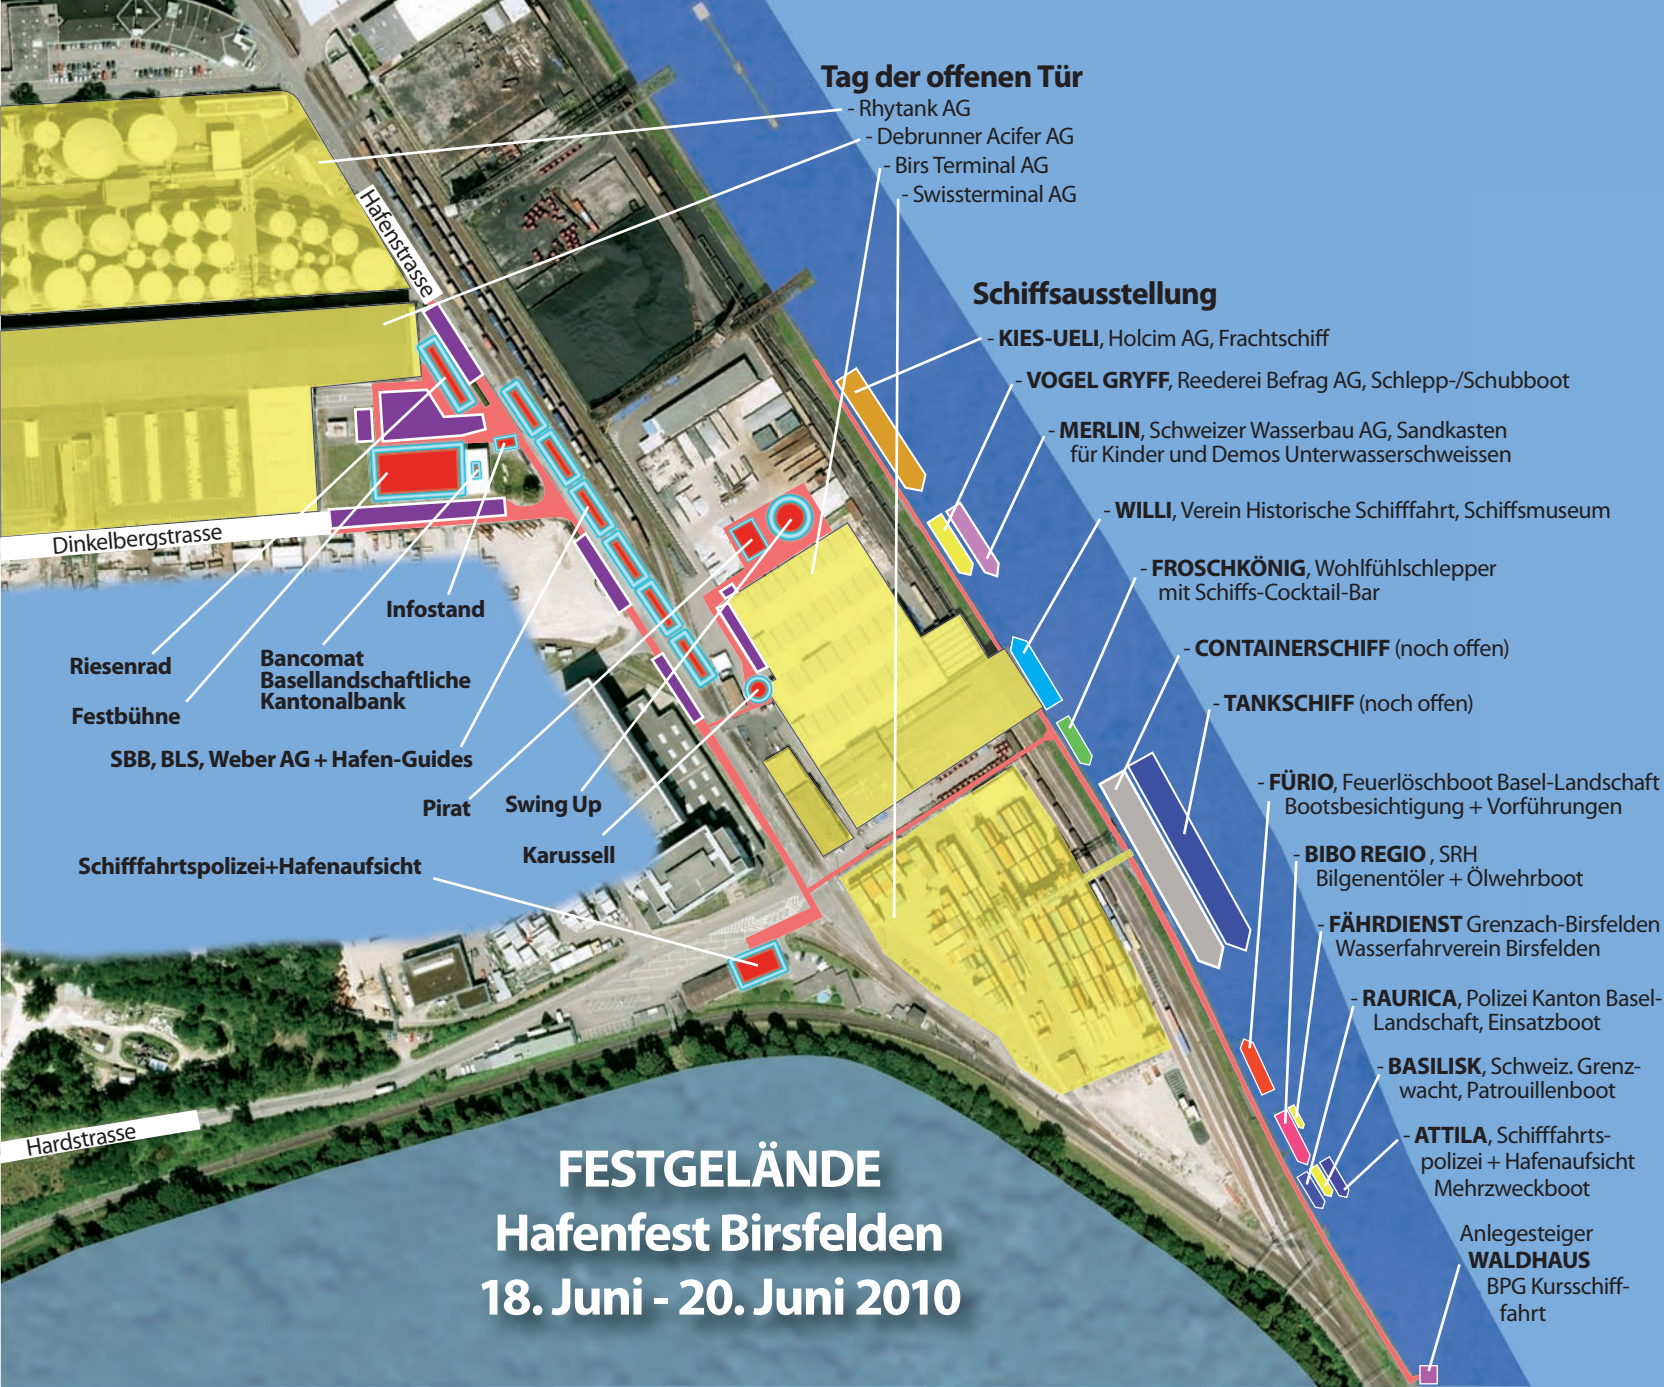 Tag der offenen Tür
- Rhytank AG
- Debrunner Acifer AG
- Birs Terminal AG
- Swissterminal AG
Hafenstrasse
Schiffsausstellung
- KIES-UELI, Holcim AG, Frachtschiff
- VOGEL GRYFF, Reederei Befrag AG, Schlepp-/Schubboot
- MERLIN, Schweizer Wasserbau AG, Sandkasten
für Kinder und Demos Unterwasserschweissen
- WILLI, Verein Historische Schifffahrt, Schiffsmuseum
- FROSCHKÖNIG, Wohlfühlschlepper
mit Schiffs-Cocktail-Bar
- CONTAINERSCHIFF (noch offen)
- TANKSCHIFF (noch offen)
- FÜRIO, Feuerlöschboot Basel-Landschaft
Bootsbesichtigung + Vorführungen
- BIBO REGIO , SRH
Bilgenentöler + Ölwehrboot
- FÄHRDIENST Grenzach-Birsfelden
Wasserfahrverein Birsfelden
- RAURICA, Polizei Kanton Basel-
Landschaft, Einsatzboot
- BASILISK, Schweiz. Grenz-
wacht, Patrouillenboot
- ATTILA, Schifffahrts-
polizei + Hafenaufsicht
Mehrzweckboot
Anlegesteiger
WALDHAUS
BPG Kursschiff-
fahrt
Dinkelbergstrasse
Infostand
Riesenrad
Bancomat
Basellandschaftliche
Kantonalbank
Festbühne
SBB, BLS, Weber AG + Hafen-Guides
Pirat
Swing Up
Karussell
Schifffahrtspolizei+Hafenaufsicht
Hardstrasse
FESTGELÄNDE
Hafenfest Birsfelden
18. Juni - 20. Juni 2010